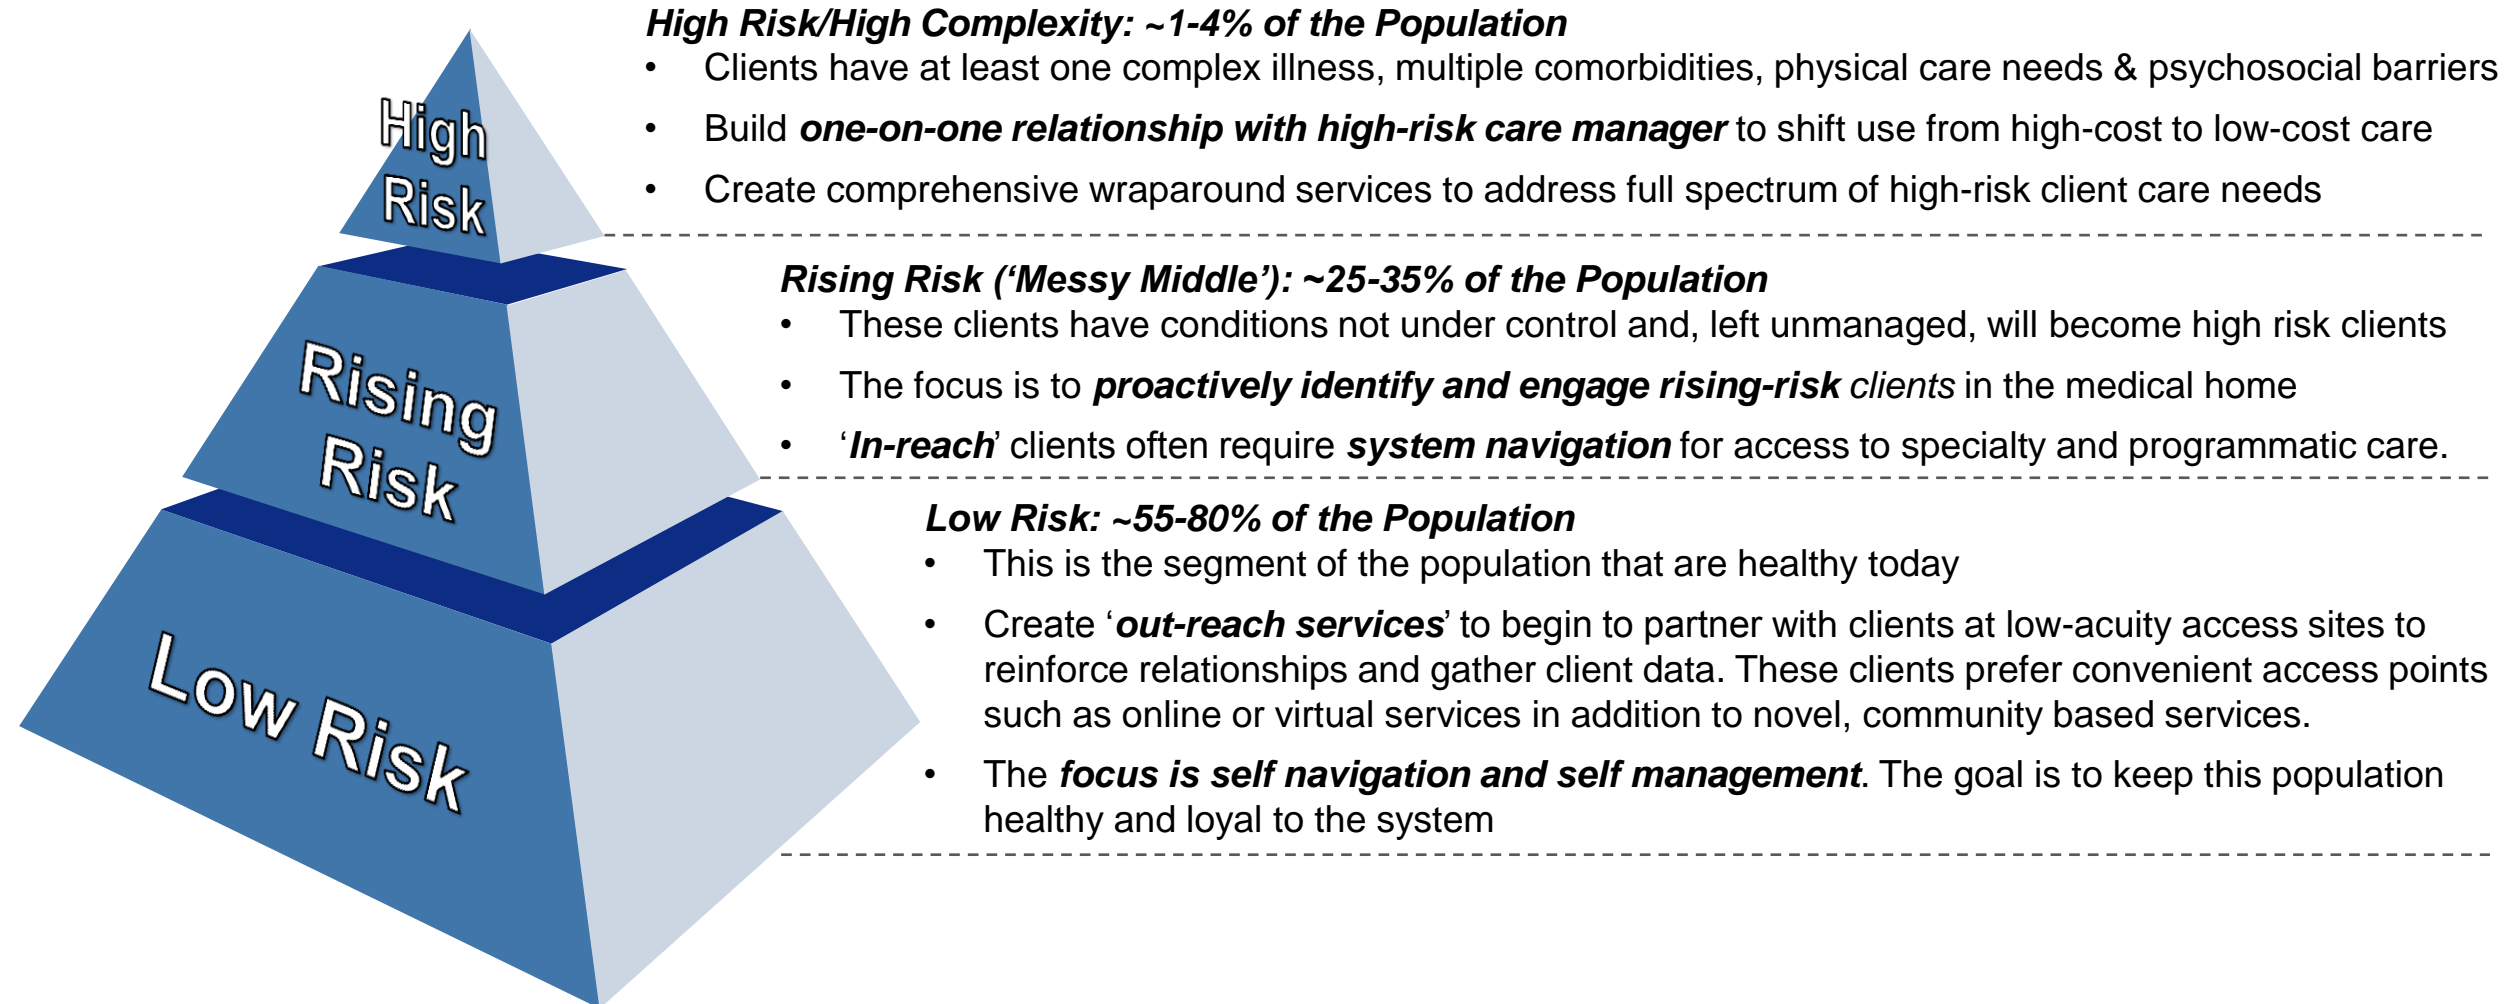 High Risk/High Complexity: ~1-4% of the Population
• Clients have at least one complex illness, multiple comorbidities, physical care needs & psychosocial barriers
• Build one-on-one relationship with high-risk care manager to shift use from high-cost to low-cost care
• Create comprehensive wraparound services to address full spectrum of high-risk client care needs
High
Risk
Rising Risk (‘Messy Middle’): ~25-35% of the Population
• These clients have conditions not under control and, left unmanaged, will become high risk clients
• The focus is to proactively identify and engage rising-risk clients in the medical home
• ‘In-reach’ clients often require system navigation for access to specialty and programmatic care.
Rising
Risk
Low Risk: ~55-80% of the Population
• This is the segment of the population that are healthy today
• Create ‘out-reach services’ to begin to partner with clients at low-acuity access sites to
reinforce relationships and gather client data. These clients prefer convenient access points
such as online or virtual services in addition to novel, community based services.
• The focus is self navigation and self management. The goal is to keep this population
healthy and loyal to the system
Low Risk